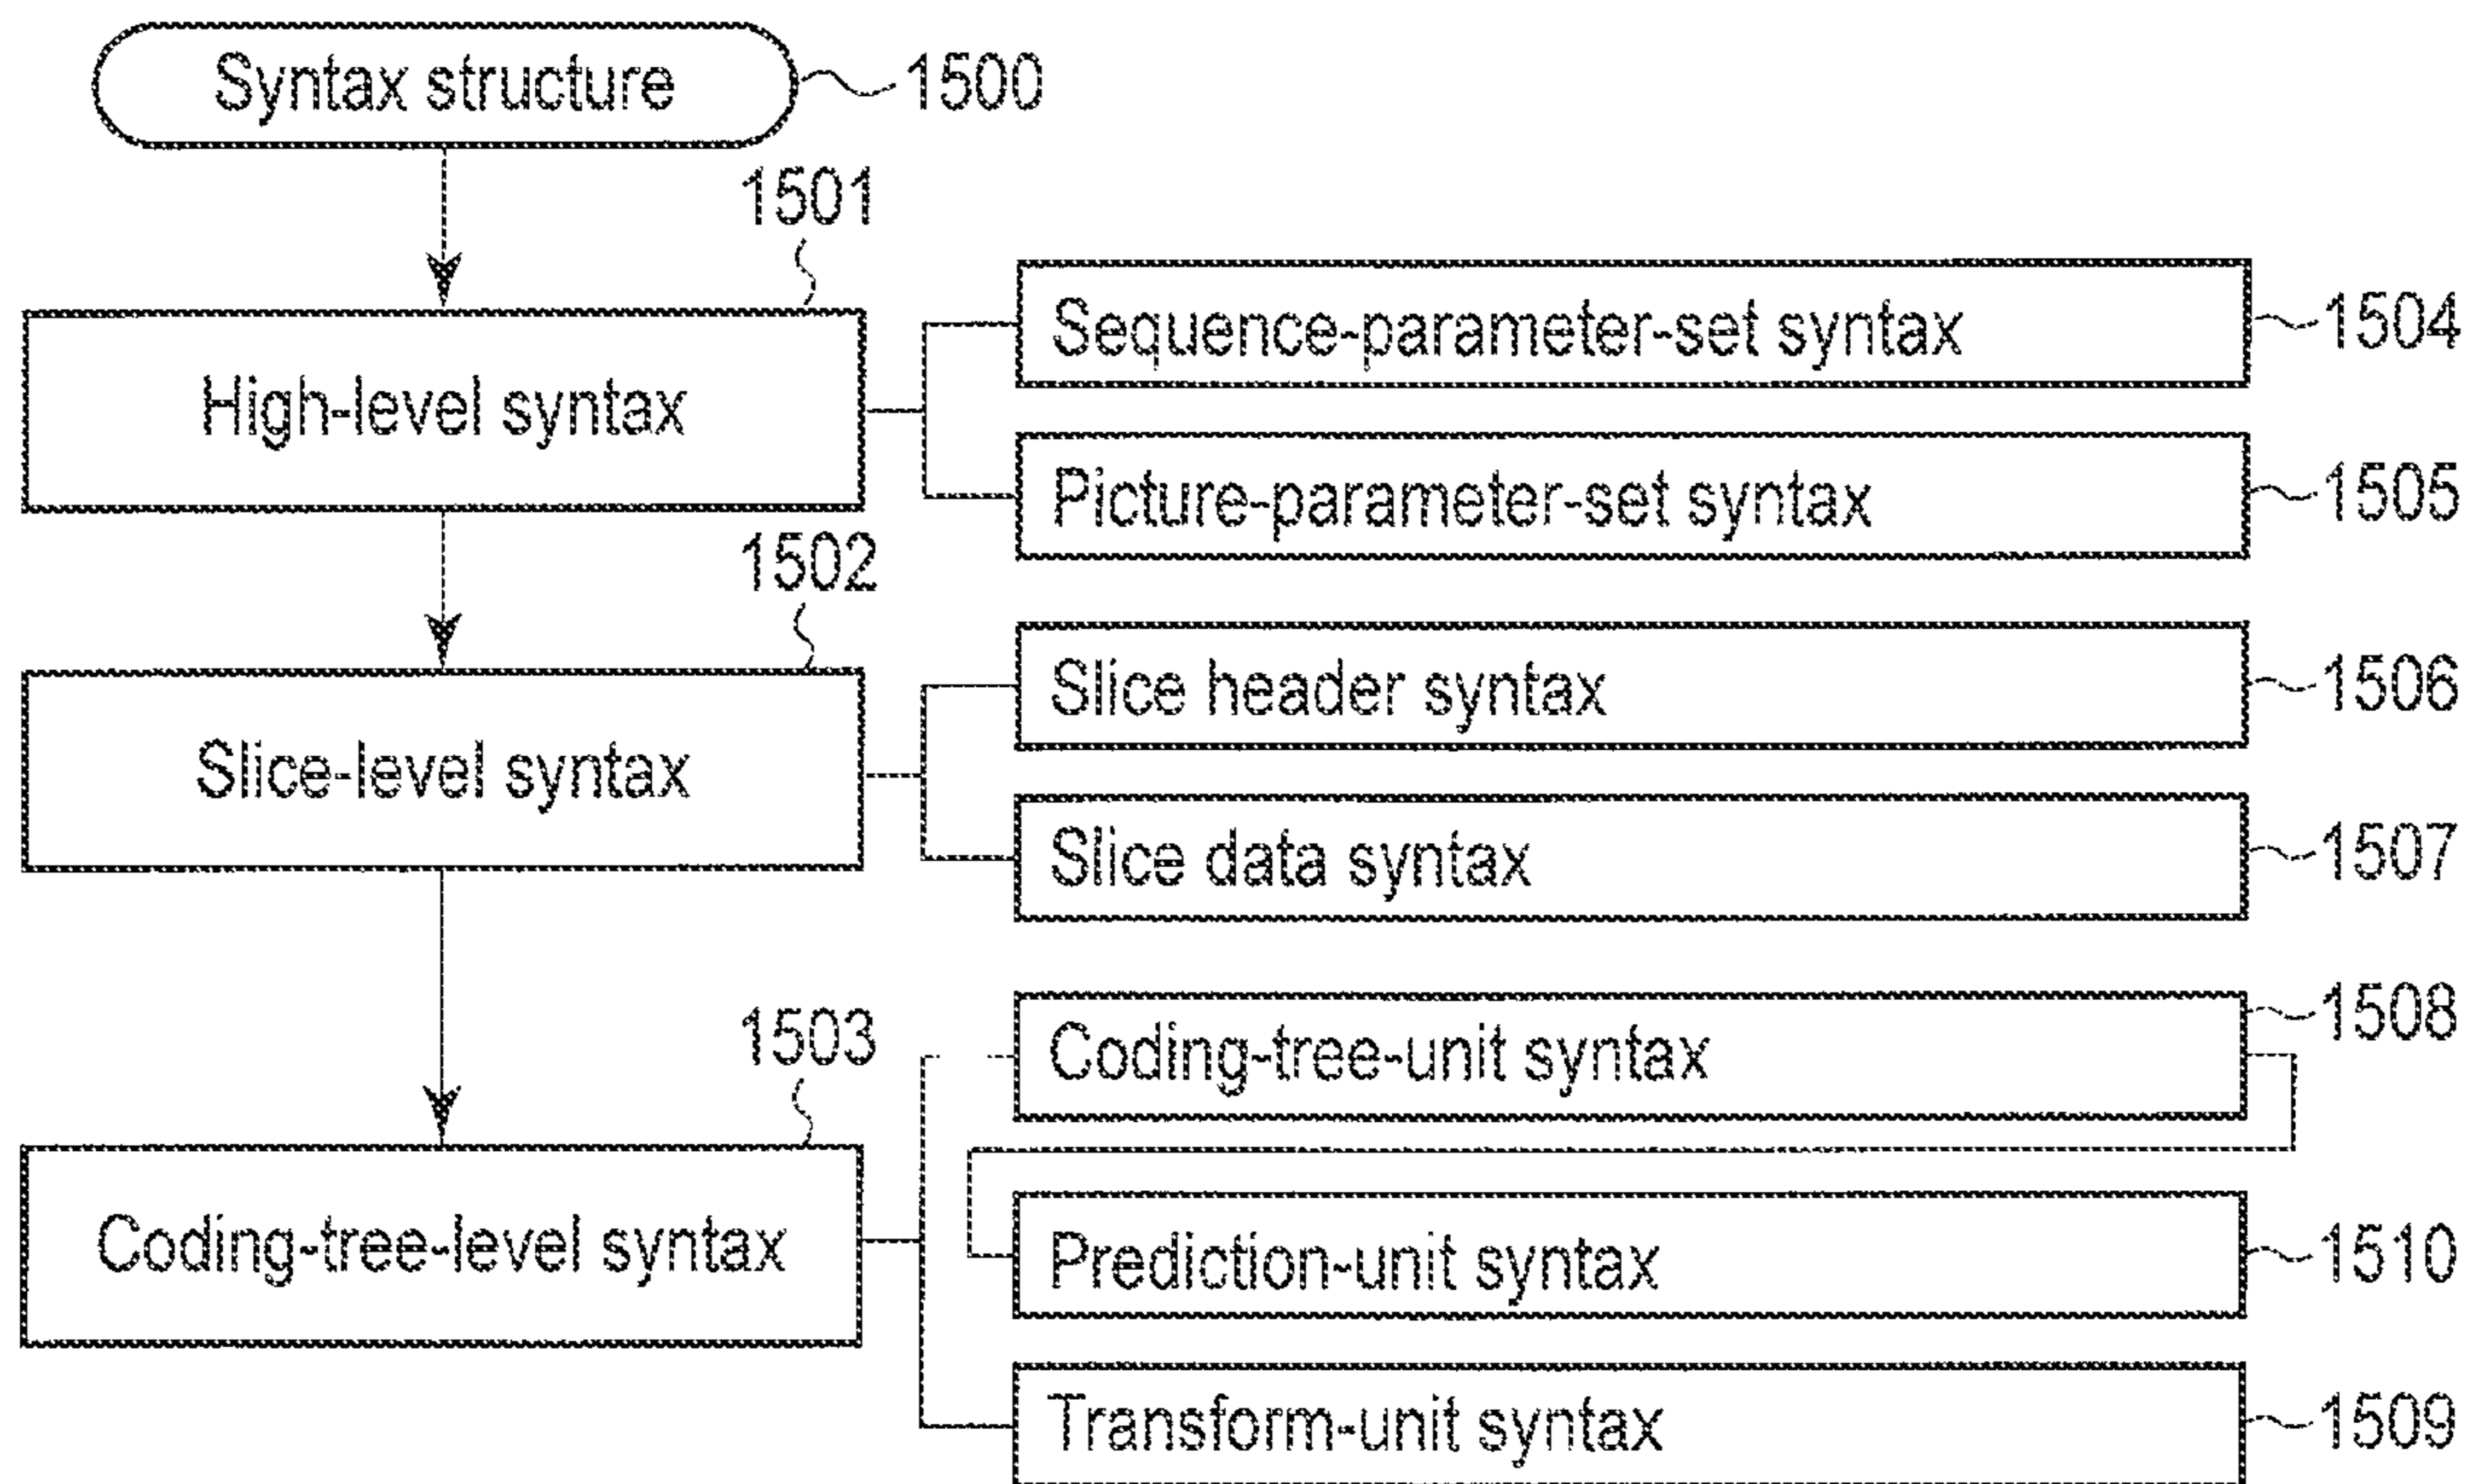 Syntax structure
1500
1501
High-level syntax
Sequence-parameter-set syntax
1504
Picture-parameter-set syntax
1505
1502
Slice-level syntax
Slice header syntax
1506
Slice data syntax
1507
1503
Coding-tree-level syntax
Coding-tree-unit syntax
1508
Prediction-unit syntax
1510
Transform-unit syntax
1509